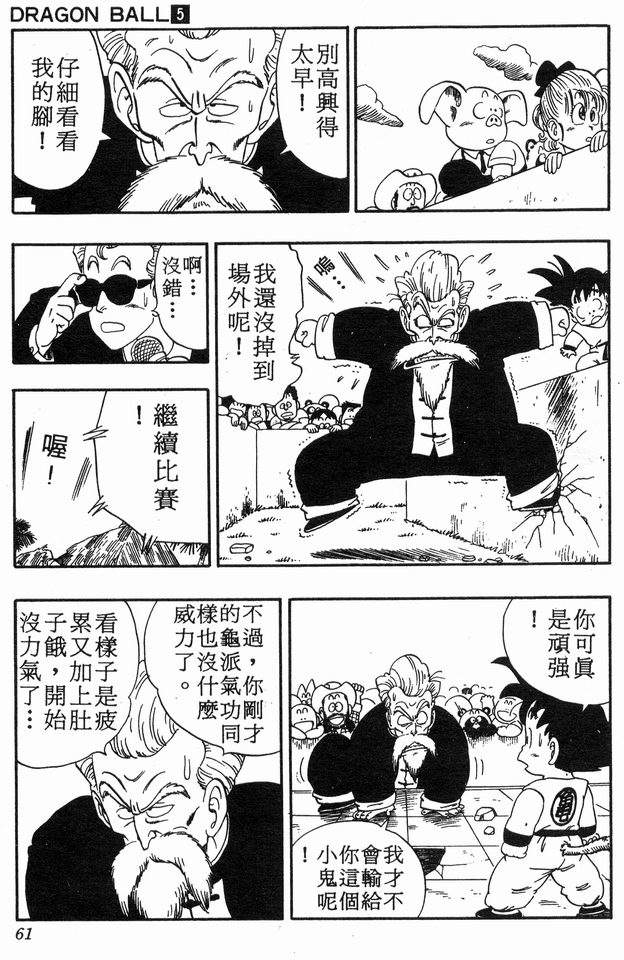 DRAGON BALL 5
別高興得
太早！
仔細看看
我的腳！
嗚…
我還沒掉到
場外呢！
啊…
沒錯…
繼續比賽
！
喔！
你可眞
是頑强
！
龜
我才不
會輸給
你這個
小鬼呢
！
不過，你剛才
的龜派氣功同
樣也沒什麼
威力了。
看樣子是疲
累又加上肚
子餓，開始
沒力氣了…
61